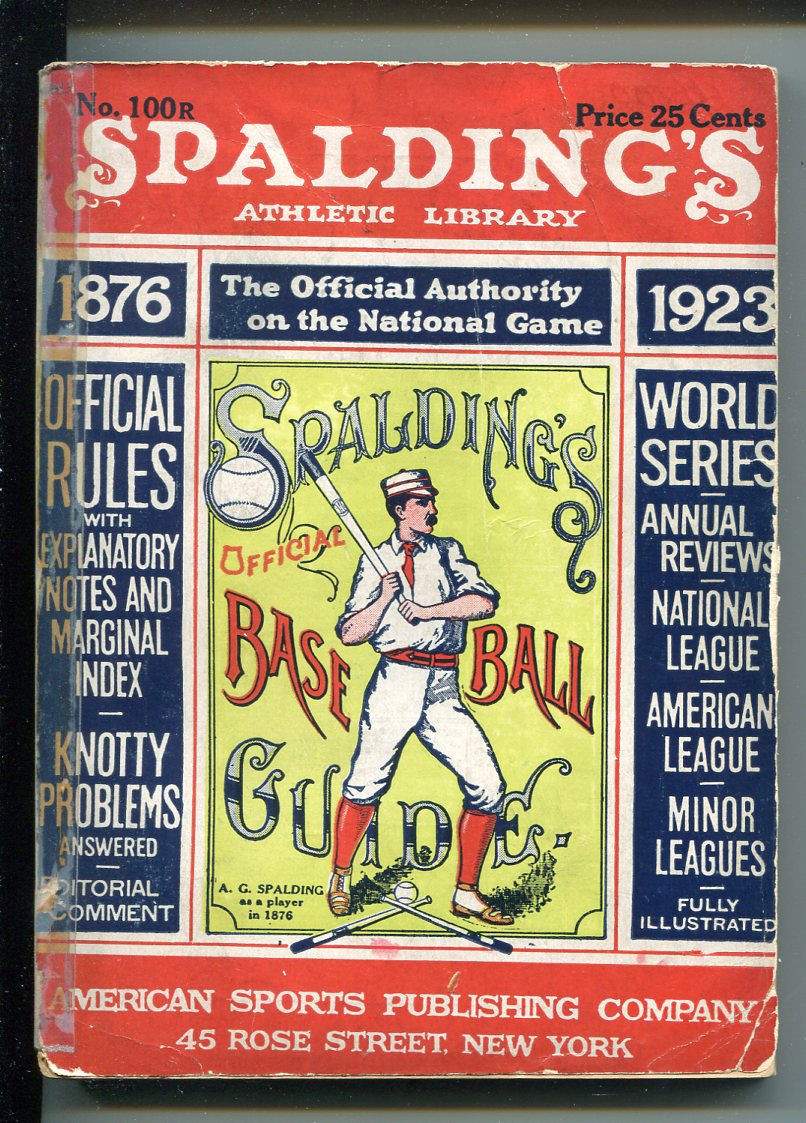 No. 100R
Price 25 Cents
SPALDING'S
ATHLETIC LIBRARY
1876
The Official Authority
on the National Game
1923
OFFICIAL
RULES
WITH
EXPLANATORY
NOTES AND
MARGINAL
INDEX
KNOTTY
PROBLEMS
ANSWERED
EDITORIAL
COMMENT
SPALDING'S
OFFICIAL
BASE BALL
GUIDE.
A. G. SPALDING
as a player
in 1876
WORLD
SERIES
ANNUAL
REVIEWS
NATIONAL
LEAGUE
AMERICAN
LEAGUE
MINOR
LEAGUES
FULLY
ILLUSTRATED
AMERICAN SPORTS PUBLISHING COMPANY
45 ROSE STREET, NEW YORK